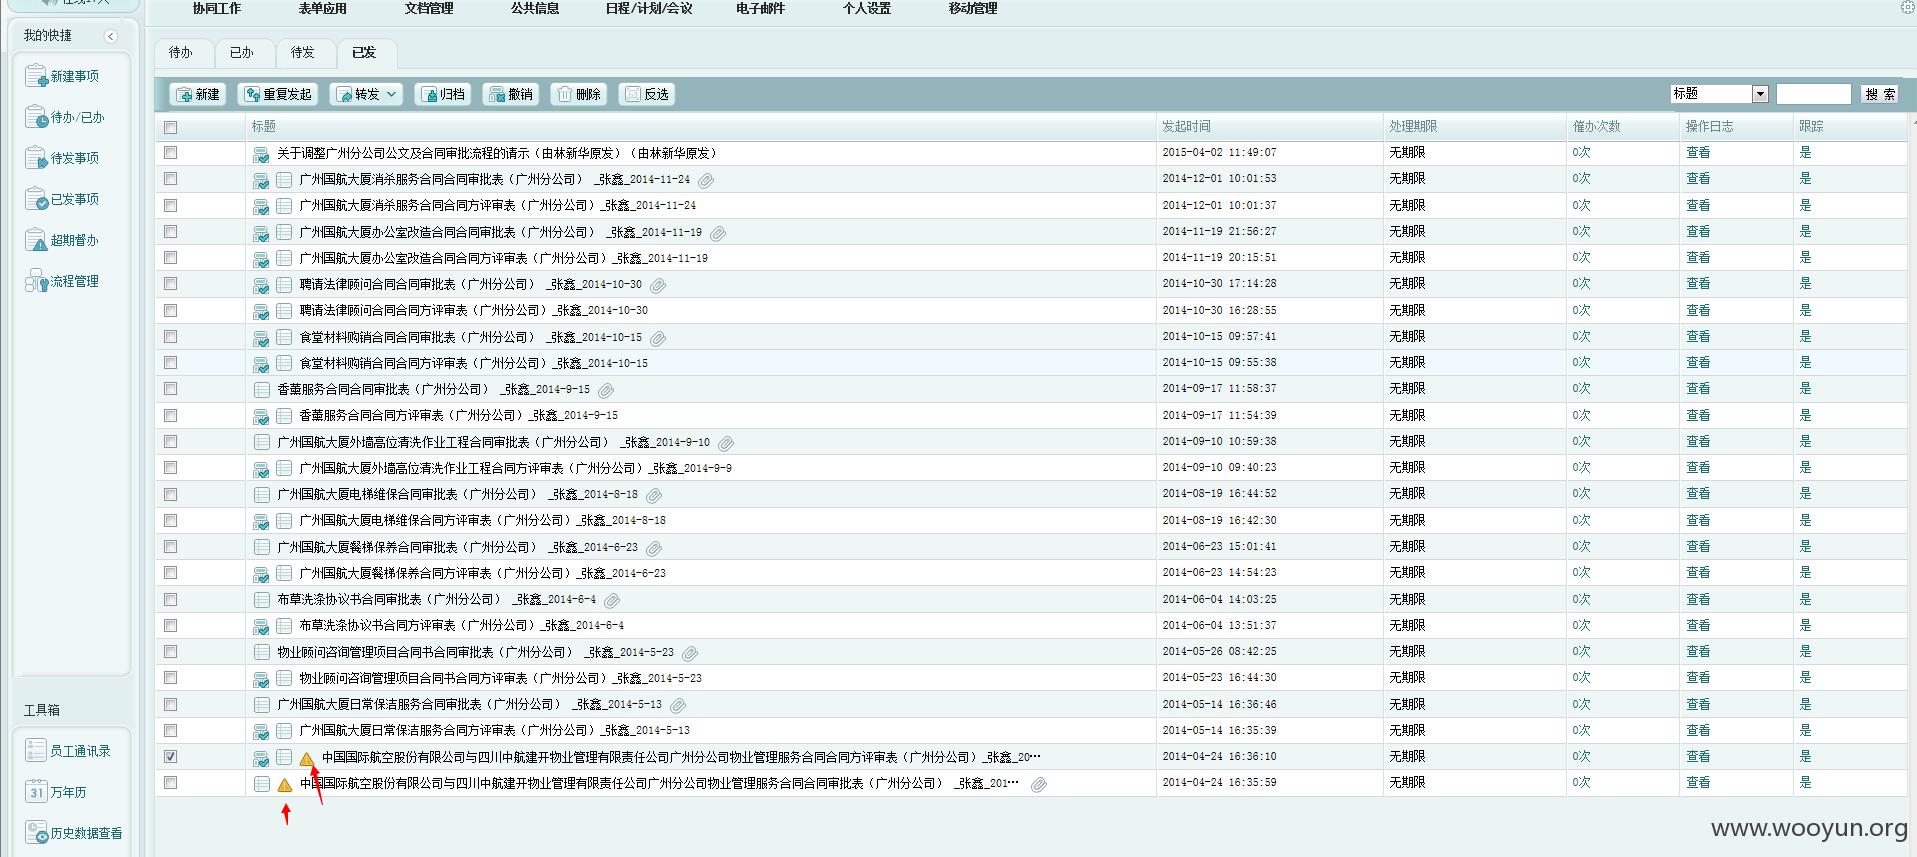 协同工作 表单应用 文档管理 公共信息 日程/计划/会议 电子邮件 个人设置 移动管理
我的快捷
新建事项
待办/已办
待发事项
已发事项
超期督办
流程管理
工具箱
员工通讯录
万年历
历史数据查看
待办 已办 待发 已发
新建 重复发起 转发 归档 撤销 删除 反选 标题 搜 索
标题 发起时间 处理期限 催办次数 操作日志 跟踪
关于调整广州分公司公文及合同审批流程的请示（由林新华原发）（由林新华原发） 2015-04-02 11:49:07 无期限 0次 查看 是
广州国航大厦消杀服务合同合同审批表（广州分公司） _张鑫_2014-11-24 2014-12-01 10:01:53 无期限 0次 查看 是
广州国航大厦消杀服务合同合同方评审表（广州分公司）_张鑫_2014-11-24 2014-12-01 10:01:37 无期限 0次 查看 是
广州国航大厦办公室改造合同合同审批表（广州分公司） _张鑫_2014-11-19 2014-11-19 21:56:27 无期限 0次 查看 是
广州国航大厦办公室改造合同合同方评审表（广州分公司）_张鑫_2014-11-19 2014-11-19 20:15:51 无期限 0次 查看 是
聘请法律顾问合同合同审批表（广州分公司） _张鑫_2014-10-30 2014-10-30 17:14:28 无期限 0次 查看 是
聘请法律顾问合同合同方评审表（广州分公司）_张鑫_2014-10-30 2014-10-30 16:28:55 无期限 0次 查看 是
食堂材料购销合同合同审批表（广州分公司） _张鑫_2014-10-15 2014-10-15 09:57:41 无期限 0次 查看 是
食堂材料购销合同合同方评审表（广州分公司）_张鑫_2014-10-15 2014-10-15 09:55:38 无期限 0次 查看 是
香薰服务合同合同审批表（广州分公司） _张鑫_2014-9-15 2014-09-17 11:58:37 无期限 0次 查看 是
香薰服务合同合同方评审表（广州分公司）_张鑫_2014-9-15 2014-09-17 11:54:39 无期限 0次 查看 是
广州国航大厦外墙高位清洗作业工程合同审批表（广州分公司） _张鑫_2014-9-10 2014-09-10 10:59:38 无期限 0次 查看 是
广州国航大厦外墙高位清洗作业工程合同方评审表（广州分公司）_张鑫_2014-9-9 2014-09-10 09:40:23 无期限 0次 查看 是
广州国航大厦电梯维保合同审批表（广州分公司） _张鑫_2014-8-18 2014-08-19 16:44:52 无期限 0次 查看 是
广州国航大厦电梯维保合同方评审表（广州分公司）_张鑫_2014-8-18 2014-08-19 16:42:30 无期限 0次 查看 是
广州国航大厦餐梯保养合同审批表（广州分公司） _张鑫_2014-6-23 2014-06-23 15:01:41 无期限 0次 查看 是
广州国航大厦餐梯保养合同方评审表（广州分公司）_张鑫_2014-6-23 2014-06-23 14:54:23 无期限 0次 查看 是
布草洗涤协议书合同审批表（广州分公司） _张鑫_2014-6-4 2014-06-04 14:03:25 无期限 0次 查看 是
布草洗涤协议书合同方评审表（广州分公司）_张鑫_2014-6-4 2014-06-04 13:51:37 无期限 0次 查看 是
物业顾问咨询管理项目合同书合同审批表（广州分公司） _张鑫_2014-5-23 2014-05-26 08:42:25 无期限 0次 查看 是
物业顾问咨询管理项目合同书合同方评审表（广州分公司）_张鑫_2014-5-23 2014-05-23 16:44:30 无期限 0次 查看 是
广州国航大厦日常保洁服务合同审批表（广州分公司） _张鑫_2014-5-13 2014-05-14 16:36:46 无期限 0次 查看 是
广州国航大厦日常保洁服务合同方评审表（广州分公司）_张鑫_2014-5-13 2014-05-14 16:35:39 无期限 0次 查看 是
中国国际航空股份有限公司与四川中航建开物业管理有限责任公司广州分公司物业管理服务合同合同方评审表（广州分公司）_张鑫_20… 2014-04-24 16:36:10 无期限 0次 查看 是
中国国际航空股份有限公司与四川中航建开物业管理有限责任公司广州分公司物业管理服务合同合同审批表（广州分公司） _张鑫_201… 2014-04-24 16:35:59 无期限 0次 查看 是
www.wooyun.org